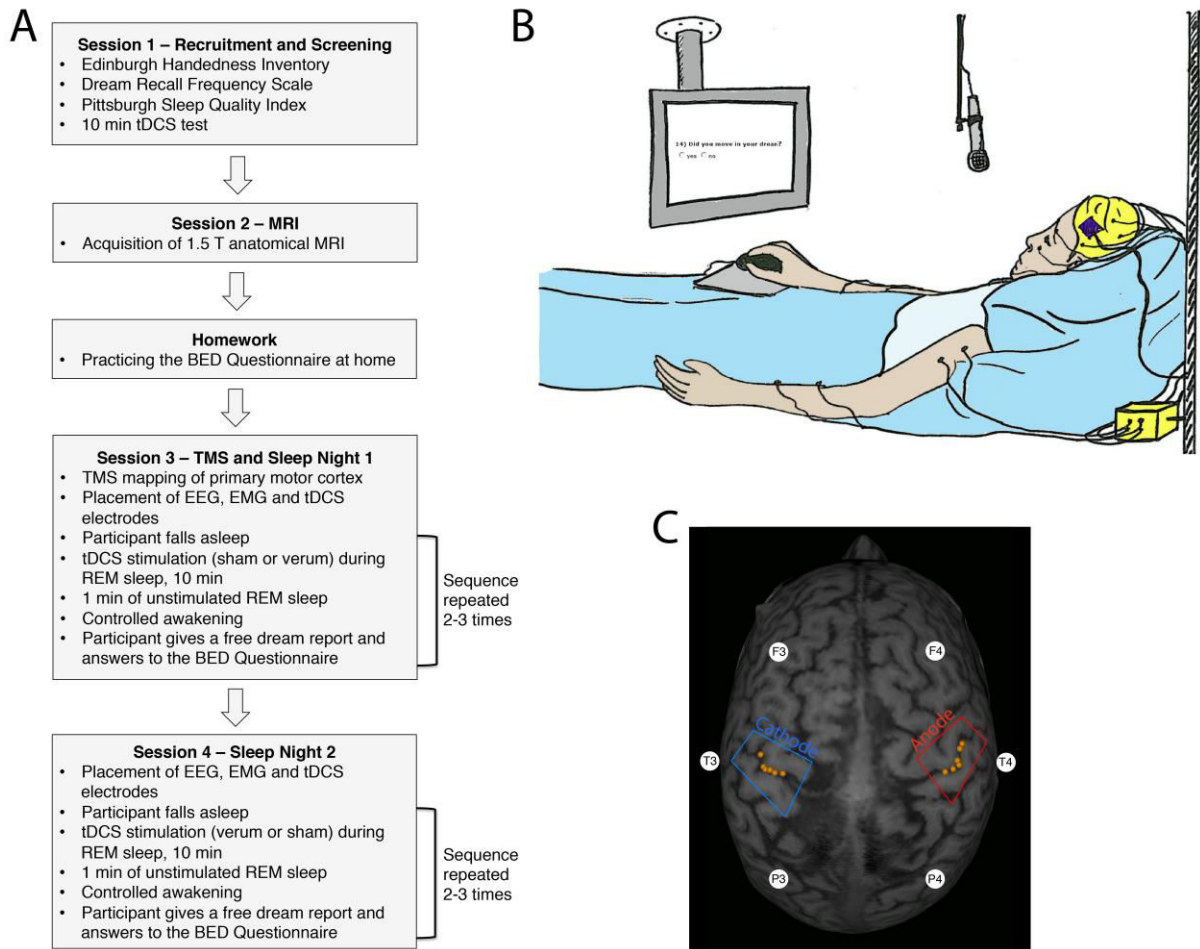 A
Session 1 – Recruitment and Screening
• Edinburgh Handedness Inventory
• Dream Recall Frequency Scale
• Pittsburgh Sleep Quality Index
• 10 min tDCS test
Session 2 – MRI
• Acquisition of 1.5 T anatomical MRI
Homework
• Practicing the BED Questionnaire at home
Session 3 – TMS and Sleep Night 1
• TMS mapping of primary motor cortex
• Placement of EEG, EMG and tDCS
electrodes
• Participant falls asleep
• tDCS stimulation (sham or verum) during
REM sleep, 10 min
• 1 min of unstimulated REM sleep
• Controlled awakening
• Participant gives a free dream report and
answers to the BED Questionnaire
Sequence
repeated
2-3 times
Session 4 – Sleep Night 2
• Placement of EEG, EMG and tDCS
electrodes
• Participant falls asleep
• tDCS stimulation (verum or sham) during
REM sleep, 10 min
• 1 min of unstimulated REM sleep
• Controlled awakening
• Participant gives a free dream report and
answers to the BED Questionnaire
Sequence
repeated
2-3 times
B
14) Did you move in your dream?
yes no
C
F3
F4
Cathode
Anode
T3
T4
P3
P4